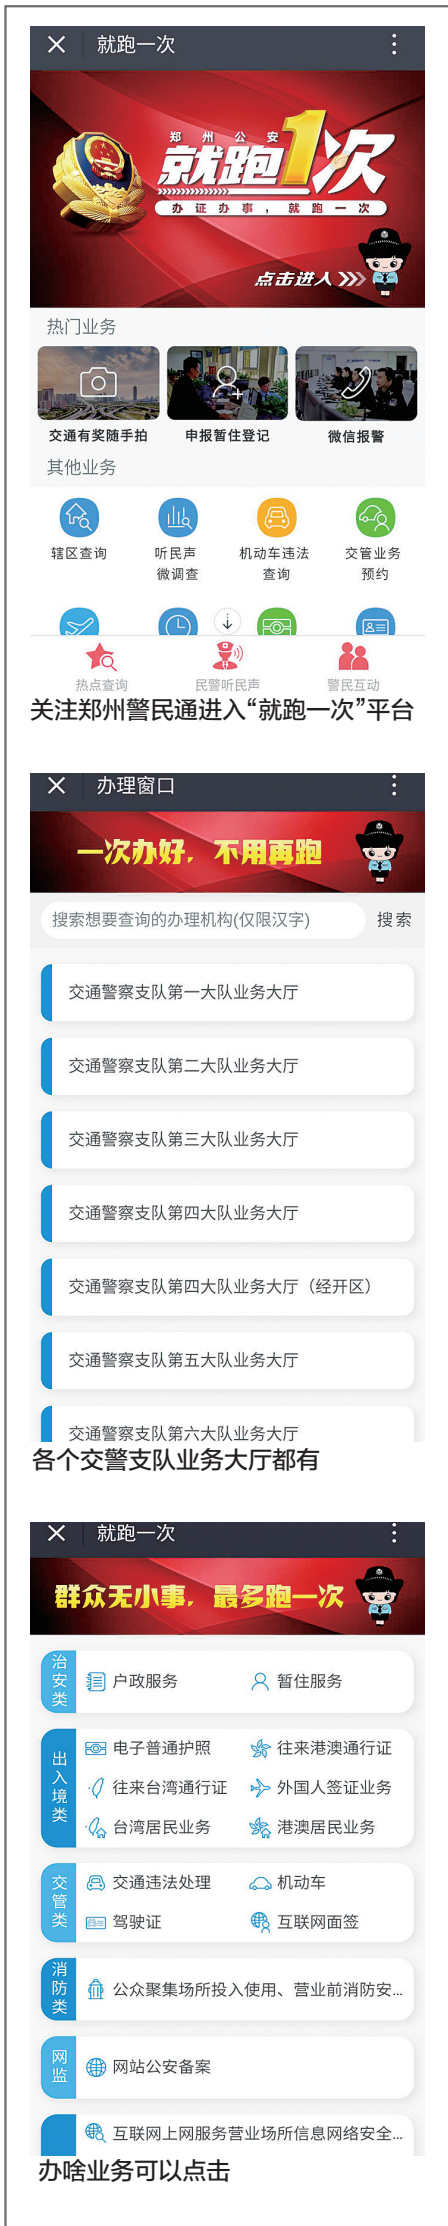 就跑一次
郑州公安
就跑1次
办证办事，就跑一次
点击进入
热门业务
交通有奖随手拍 申报暂住登记 微信报警
其他业务
辖区查询 听民声 机动车违法 交管业务
微调查 查询 预约
热点查询 民警听民声 警民互动
关注郑州警民通进入“就跑一次”平台
办理窗口
一次办好，不用再跑
搜索想要查询的办理机构(仅限汉字) 搜索
交通警察支队第一大队业务大厅
交通警察支队第二大队业务大厅
交通警察支队第三大队业务大厅
交通警察支队第四大队业务大厅
交通警察支队第四大队业务大厅（经开区）
交通警察支队第五大队业务大厅
交通警察支队第六大队业务大厅
各个交警支队业务大厅都有
就跑一次
群众无小事，最多跑一次
治安类
户政服务 暂住服务
出入境类
电子普通护照 往来港澳通行证
往来台湾通行证 外国人签证业务
台湾居民业务 港澳居民业务
交管类
交通违法处理 机动车
驾驶证 互联网面签
消防类
公众聚集场所投入使用、营业前消防安...
网监
网站公安备案
互联网上网服务营业场所信息网络安全...
办啥业务可以点击